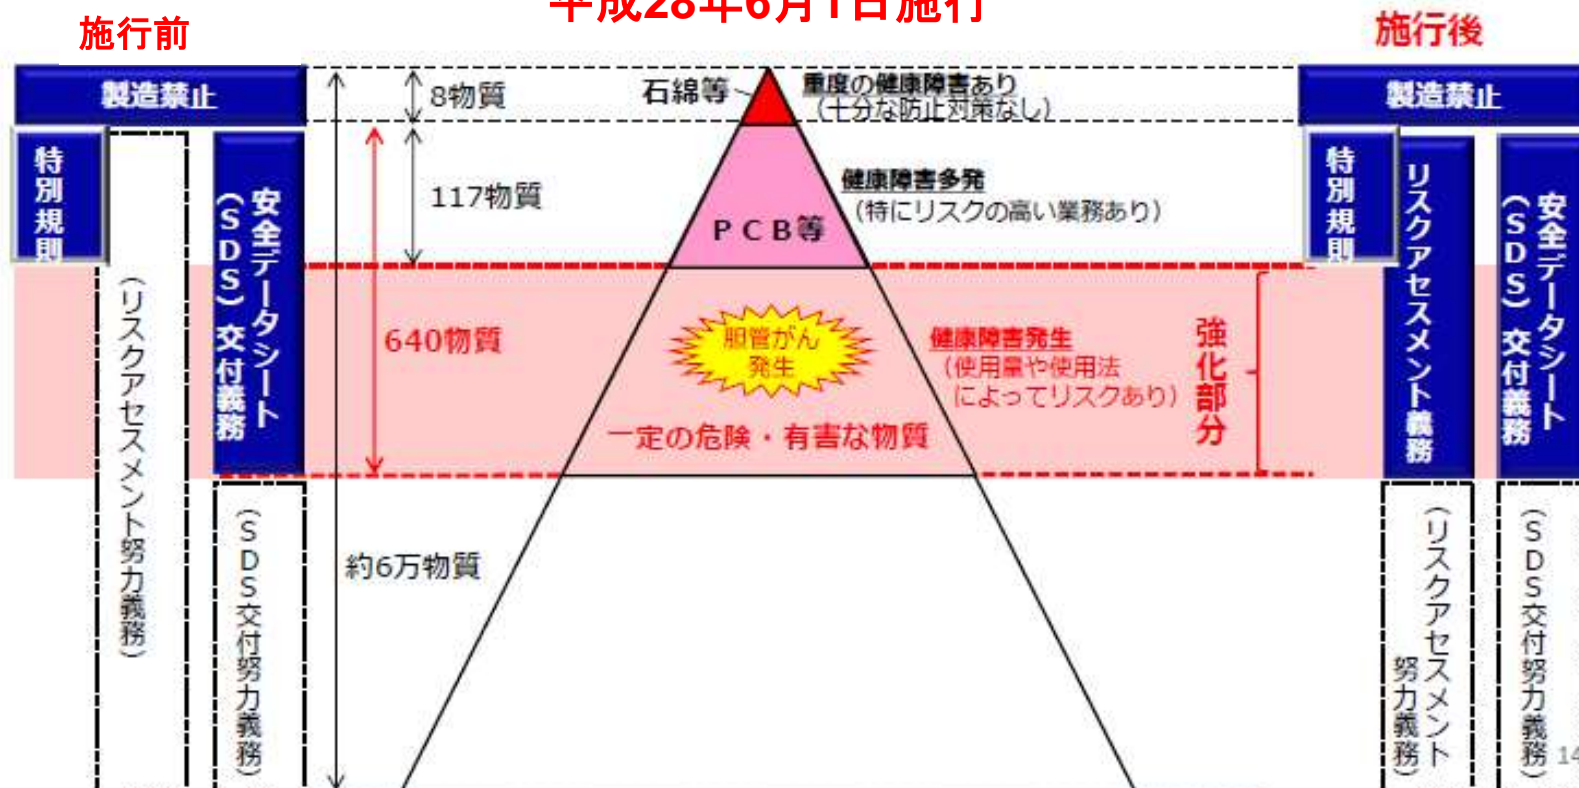 平成28年6月1日施行
施行前
施行後
製造禁止
8物質
石綿等
重度の健康障害あり
（十分な防止対策なし）
製造禁止
特別規則
（リスクアセスメント努力義務）
安全データシート
（SDS）交付義務
（SDS交付努力義務）
117物質
健康障害多発
（特にリスクの高い業務あり）
PCB等
640物質
胆管がん
発生
健康障害発生
（使用量や使用法
によってリスクあり）
強化部分
一定の危険・有害な物質
約6万物質
特別規則
リスクアセスメント義務
安全データシート
（SDS）交付義務
（リスクアセスメント
努力義務）
（SDS交付努力義務）
14